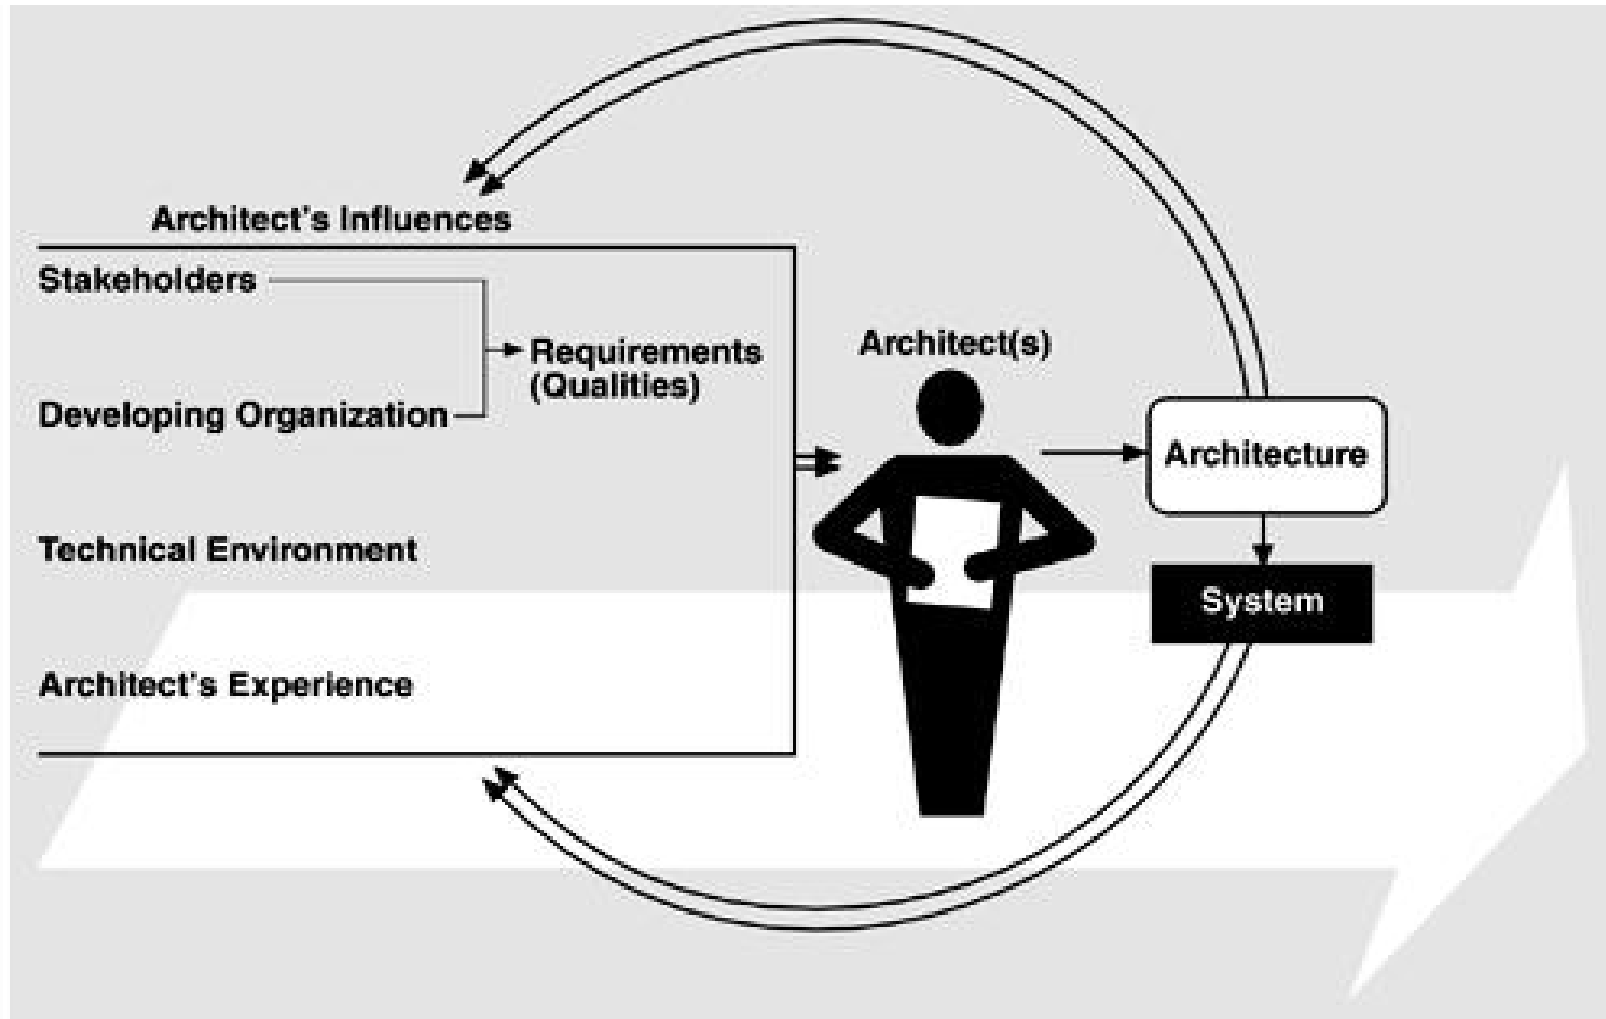 Architect's Influences
Stakeholders
Requirements
(Qualities)
Developing Organization
Technical Environment
Architect's Experience
Architect(s)
Architecture
System